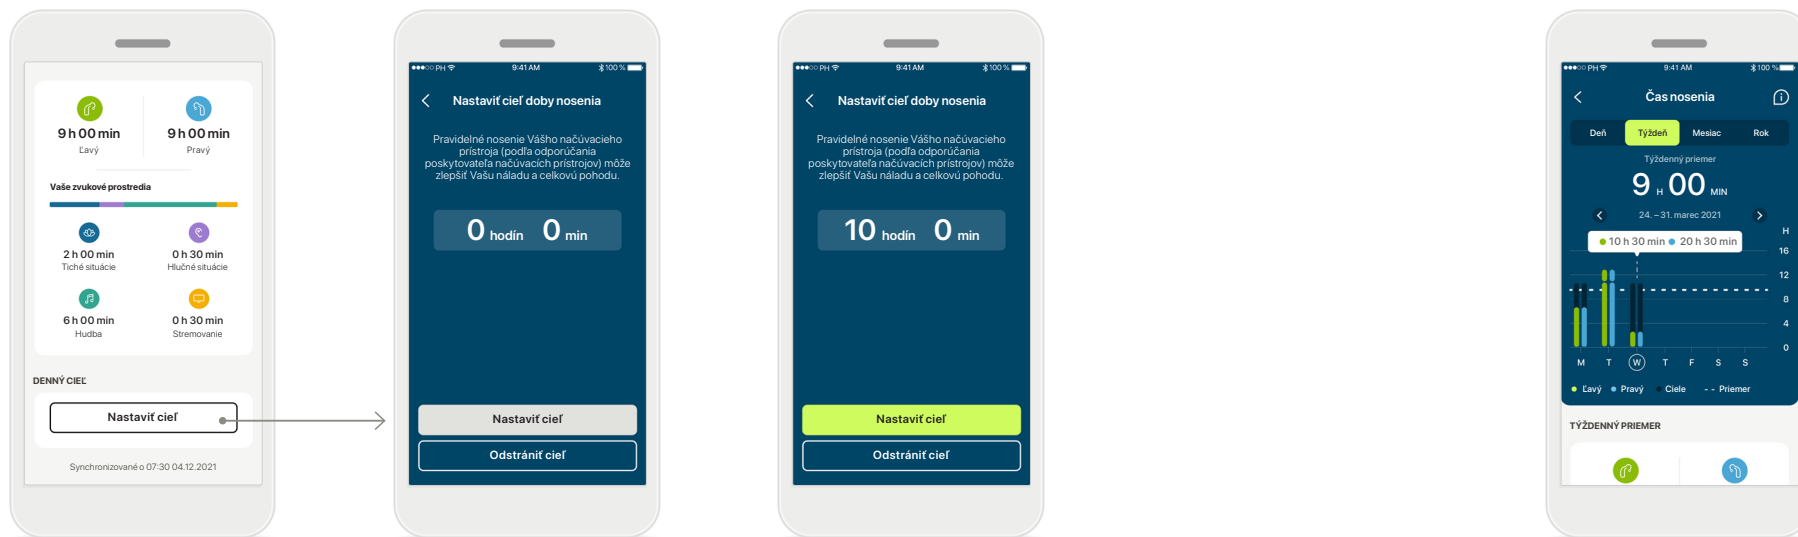 9 h 00 min
Ľavý
9 h 00 min
Pravý
Vaše zvukové prostredia
2 h 00 min
Tiché situácie
0 h 30 min
Hlučné situácie
6 h 00 min
Hudba
0 h 30 min
Stremovanie
DENNÝ CIEĽ
Nastaviť cieľ
Synchronizované o 07:30 04.12.2021
PH 9:41 AM 100 %
Nastaviť cieľ doby nosenia
Pravidelné nosenie Vášho načúvacieho
prístroja (podľa odporúčania
poskytovateľa načúvacích prístrojov) môže
zlepšiť Vašu náladu a celkovú pohodu.
0 hodín 0 min
Nastaviť cieľ
Odstrániť cieľ
PH 9:41 AM 100 %
Nastaviť cieľ doby nosenia
Pravidelné nosenie Vášho načúvacieho
prístroja (podľa odporúčania
poskytovateľa načúvacích prístrojov) môže
zlepšiť Vašu náladu a celkovú pohodu.
10 hodín 0 min
Nastaviť cieľ
Odstrániť cieľ
PH 9:41 AM 100 %
Čas nosenia
Deň Týždeň Mesiac Rok
Týždenný priemer
9 H 00 MIN
24. – 31. marec 2021
H
10 h 30 min 20 h 30 min
16
12
8
4
0
M T W T F S S
Ľavý Pravý Ciele - - Priemer
TÝŽDENNÝ PRIEMER